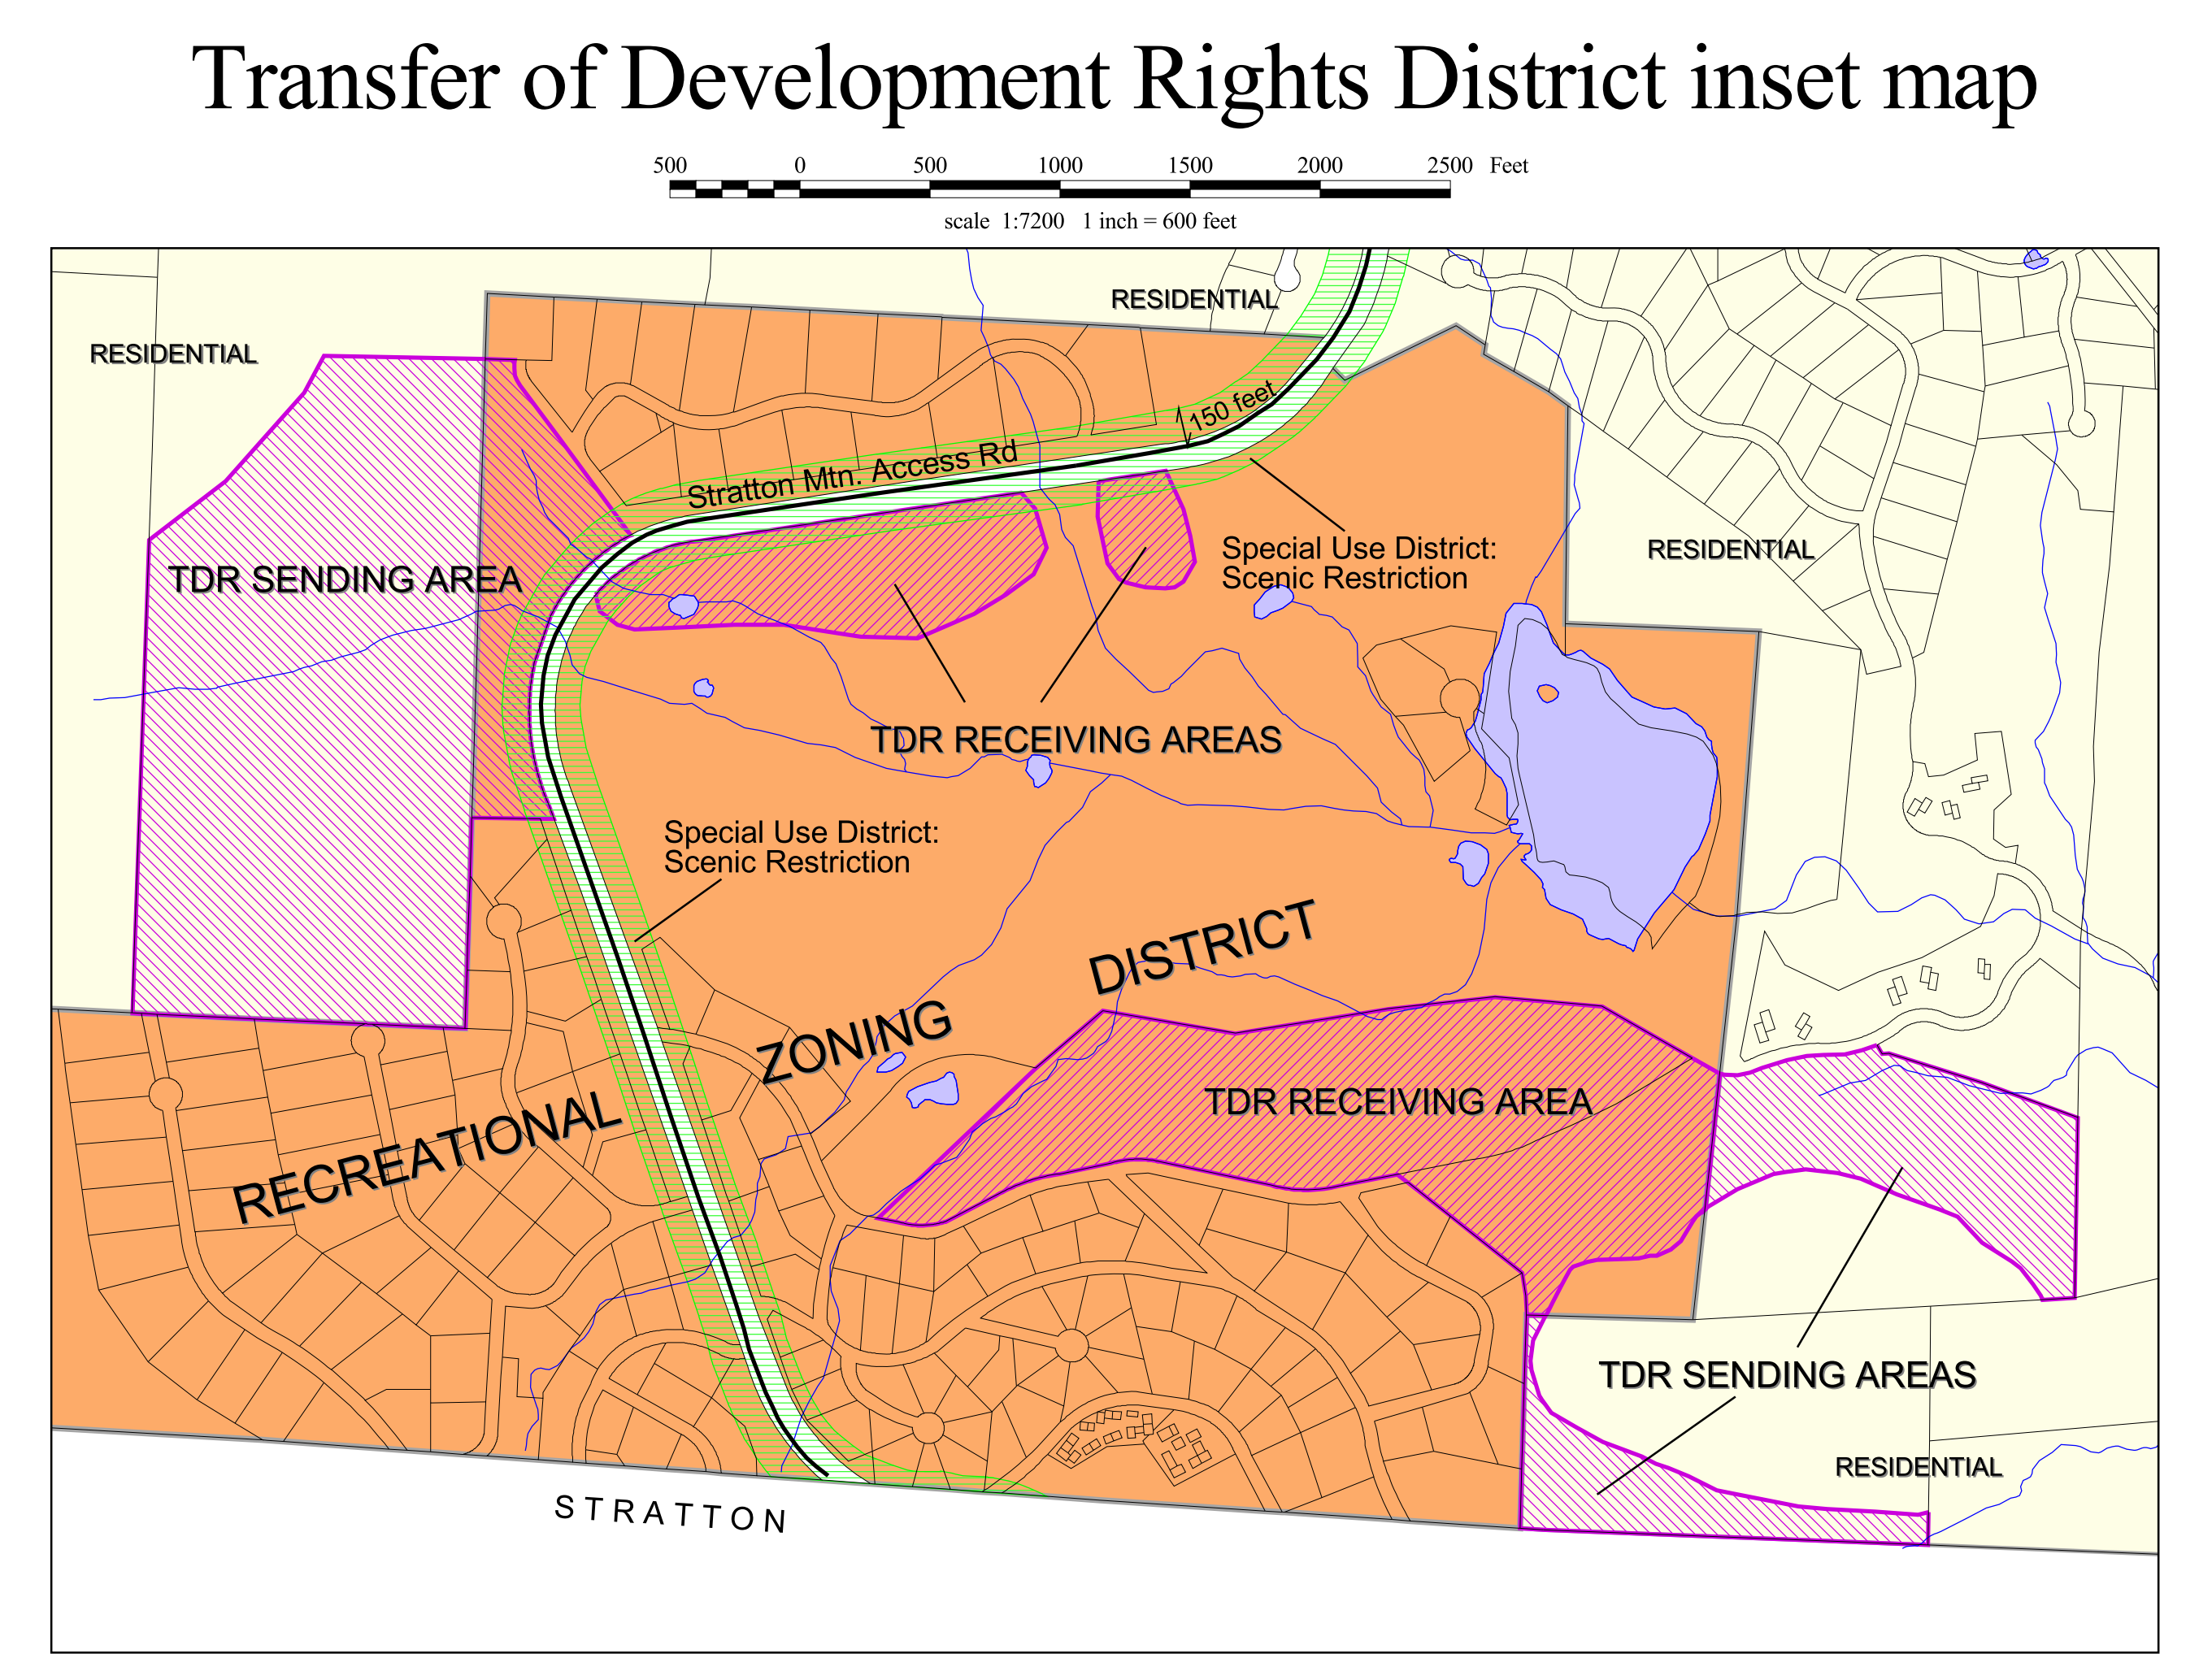 Transfer of Development Rights District inset map
500 0 500 1000 1500 2000 2500 Feet
scale 1:7200 1 inch = 600 feet
RESIDENTIAL
RESIDENTIAL
150 feet
Stratton Mtn. Access Rd
Special Use District:
Scenic Restriction
RESIDENTIAL
TDR SENDING AREA
TDR RECEIVING AREAS
Special Use District:
Scenic Restriction
RECREATIONAL ZONING DISTRICT
TDR RECEIVING AREA
TDR SENDING AREAS
RESIDENTIAL
STRATTON